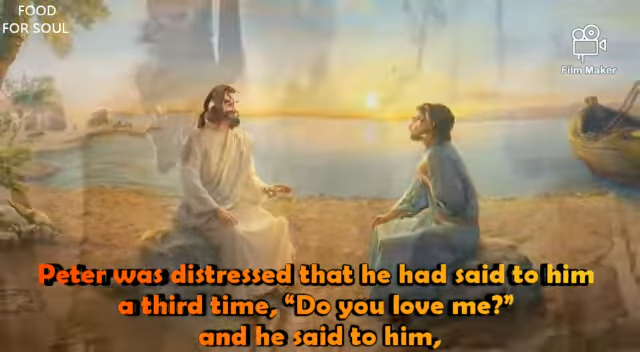 FOOD
FOR SOUL
Film Maker
Peter was distressed that he had said to him
a third time, “Do you love me?”
and he said to him,